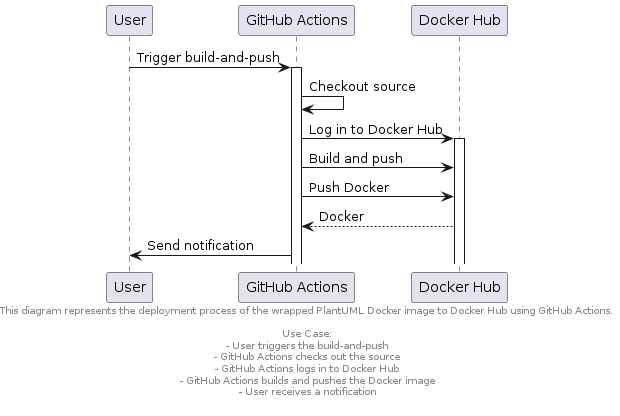 User GitHub Actions Docker Hub
Trigger build-and-push
Checkout source
Log in to Docker Hub
Build and push
Push Docker
Docker
Send notification
User GitHub Actions Docker Hub
This diagram represents the deployment process of the wrapped PlantUML Docker image to Docker Hub using GitHub Actions.
Use Case:
- User triggers the build-and-push
- GitHub Actions checks out the source
- GitHub Actions logs in to Docker Hub
- GitHub Actions builds and pushes the Docker image
- User receives a notification